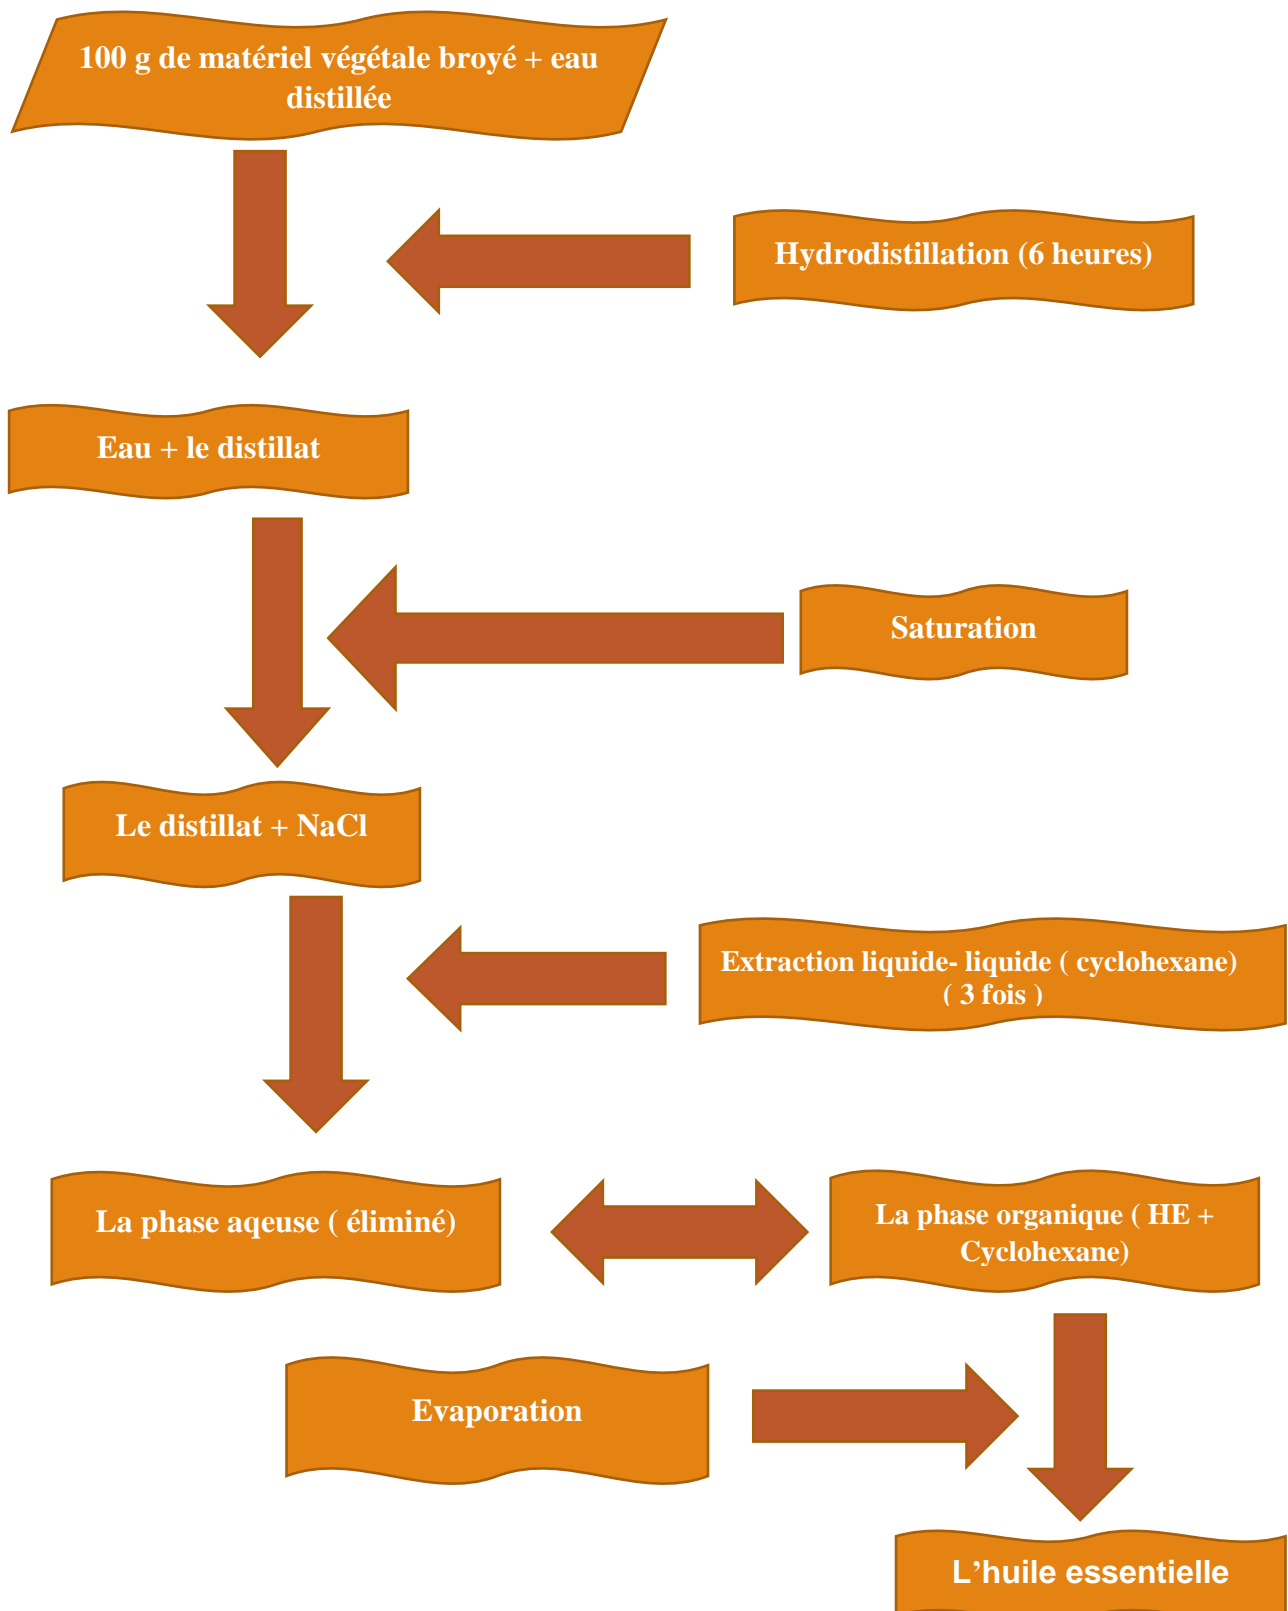 100 g de matériel végétale broyé + eau
distillée
Hydrodistillation (6 heures)
Eau + le distillat
Saturation
Le distillat + NaCl
Extraction liquide- liquide ( cyclohexane)
( 3 fois )
La phase aqeuse ( éliminé)
La phase organique ( HE +
Cyclohexane)
Evaporation
L’huile essentielle